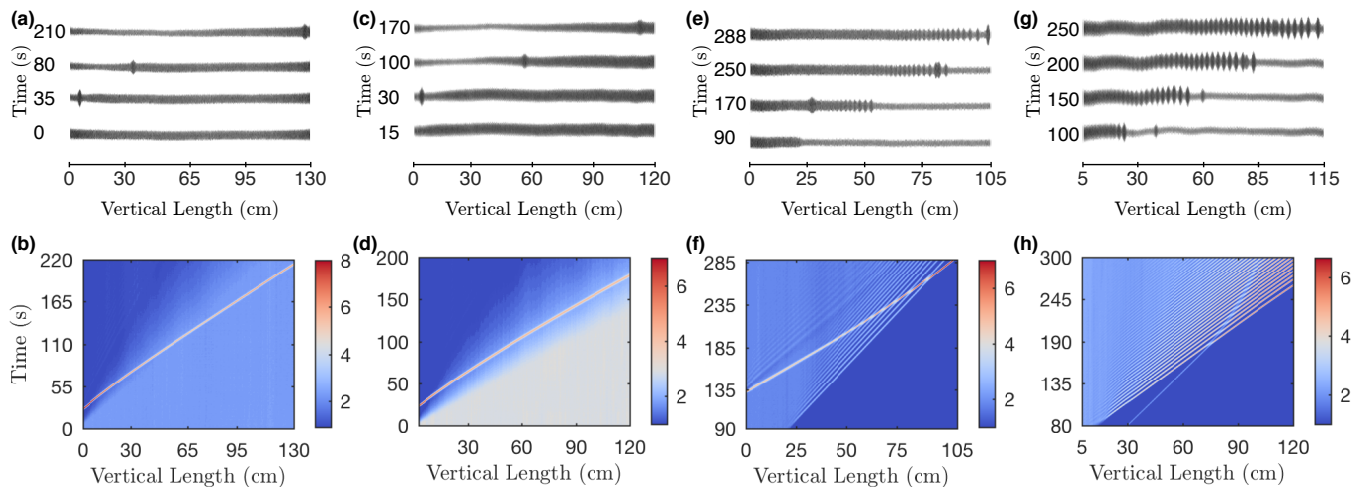 (a)
210
80
35
0
Time (s)
0 30 65 95 130
Vertical Length (cm)
(c)
170
100
30
15
0 30 60 90 120
Vertical Length (cm)
(e)
288
250
170
90
Time (s)
0 25 50 75 105
Vertical Length (cm)
(g)
250
200
150
100
Time (s)
5 30 60 85 115
Vertical Length (cm)
(b)
220
165
110
55
0
Time (s)
0 30 60 95 130
Vertical Length (cm)
8
6
4
2
(d)
200
150
100
50
0
0 30 60 90 120
Vertical Length (cm)
6
4
2
(f)
285
235
185
135
90
0 25 50 75 105
Vertical Length (cm)
6
4
2
(h)
300
245
190
135
80
5 30 60 90 120
Vertical Length (cm)
6
4
2